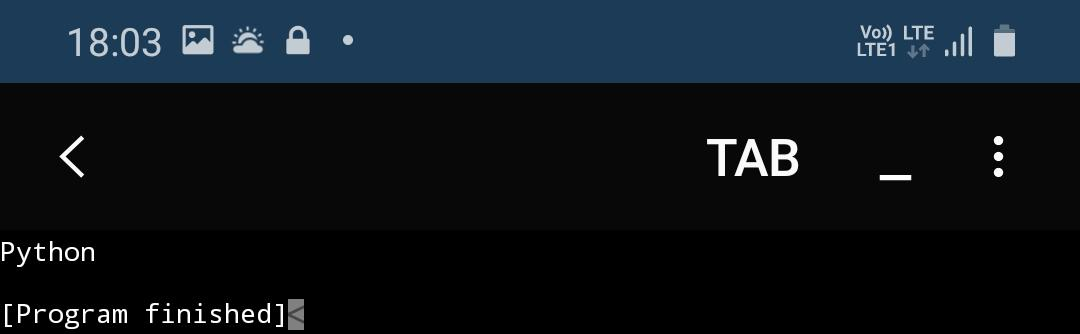 18:03 Vo)) LTE
LTE1
TAB _
Python
[Program finished]<